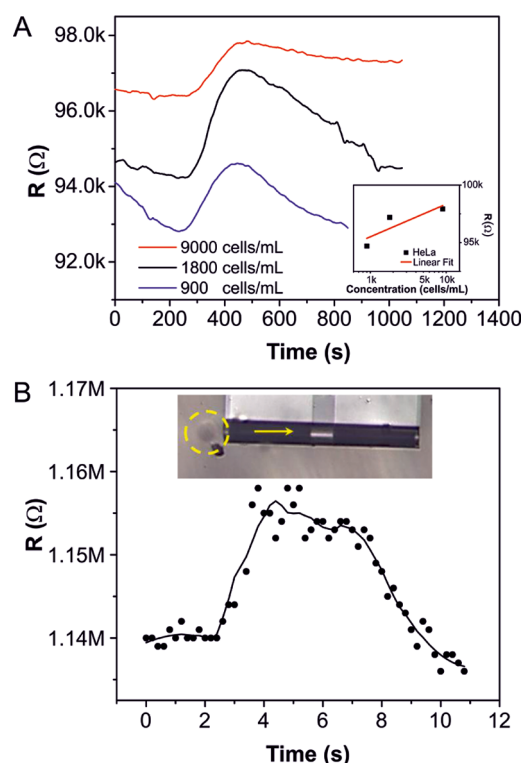 A
98.0k
96.0k
94.0k
92.0k
R (Ω)
9000 cells/mL
1800 cells/mL
900 cells/mL
100k
95k
R(Ω)
HeLa
Linear Fit
1k
10k
Concentration (cells/mL)
0 200 400 600 800 1000 1200 1400
Time (s)
B
1.17M
1.16M
1.15M
1.14M
R (Ω)
0 2 4 6 8 10 12
Time (s)